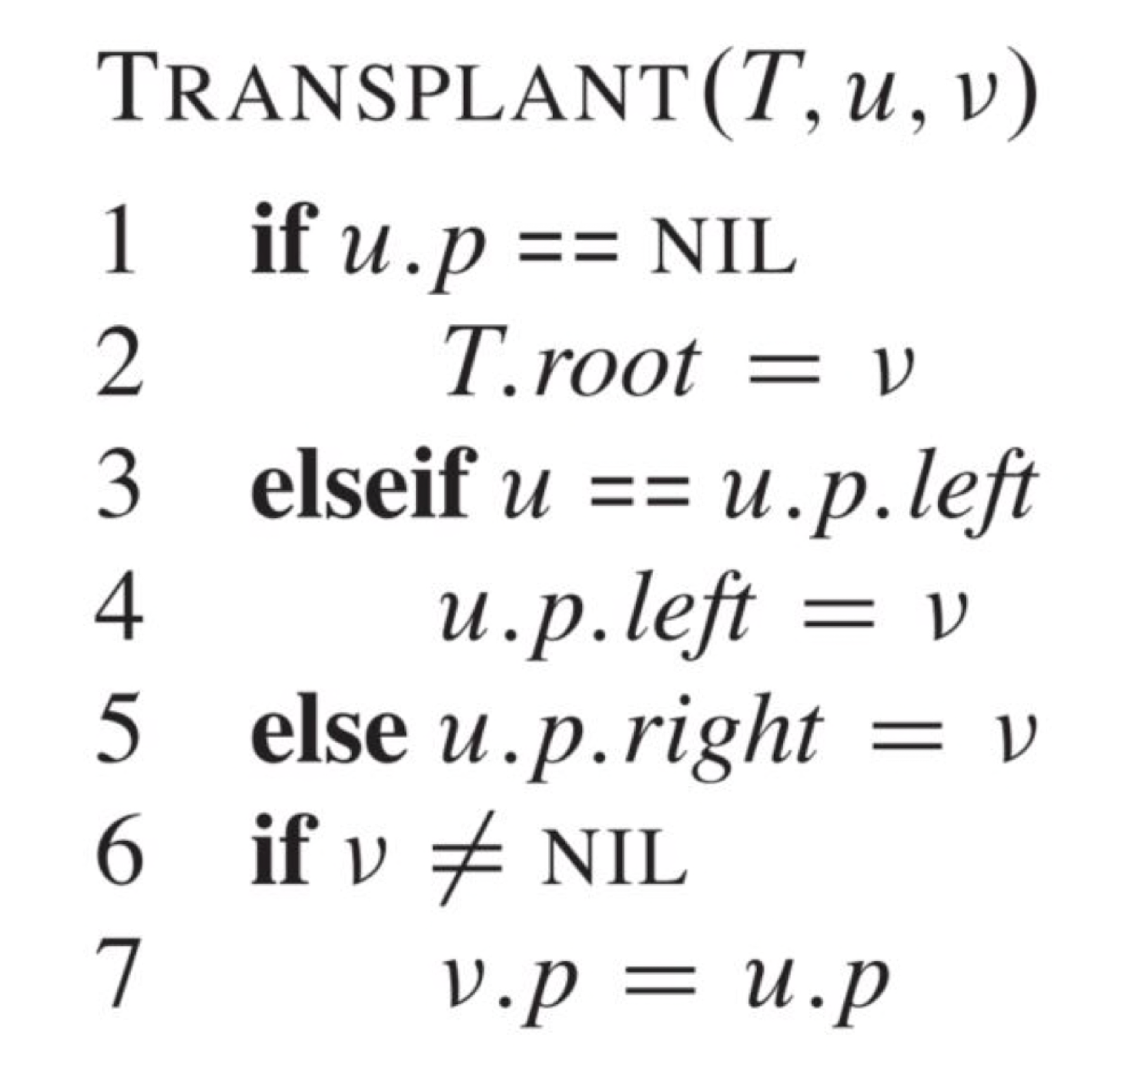 TRANSPLANT(T, u, v)
1 if u.p == NIL
2 T.root = v
3 elseif u == u.p.left
4 u.p.left = v
5 else u.p.right = v
6 if v ≠ NIL
7 v.p = u.p